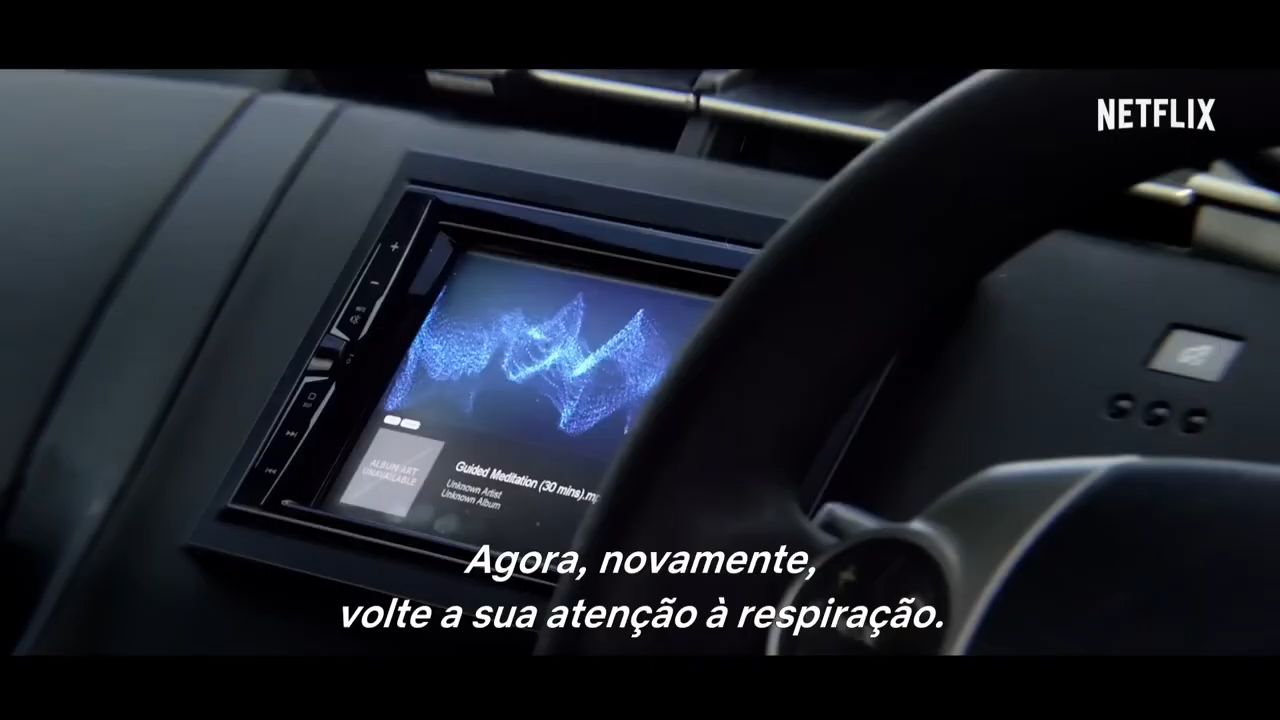 NETFLIX
ALBUM ART
UNAVAILABLE
Guided Meditation (30 mins).mp
Unknown Artist
Unknown Album
Agora, novamente,
volte a sua atenção à respiração.